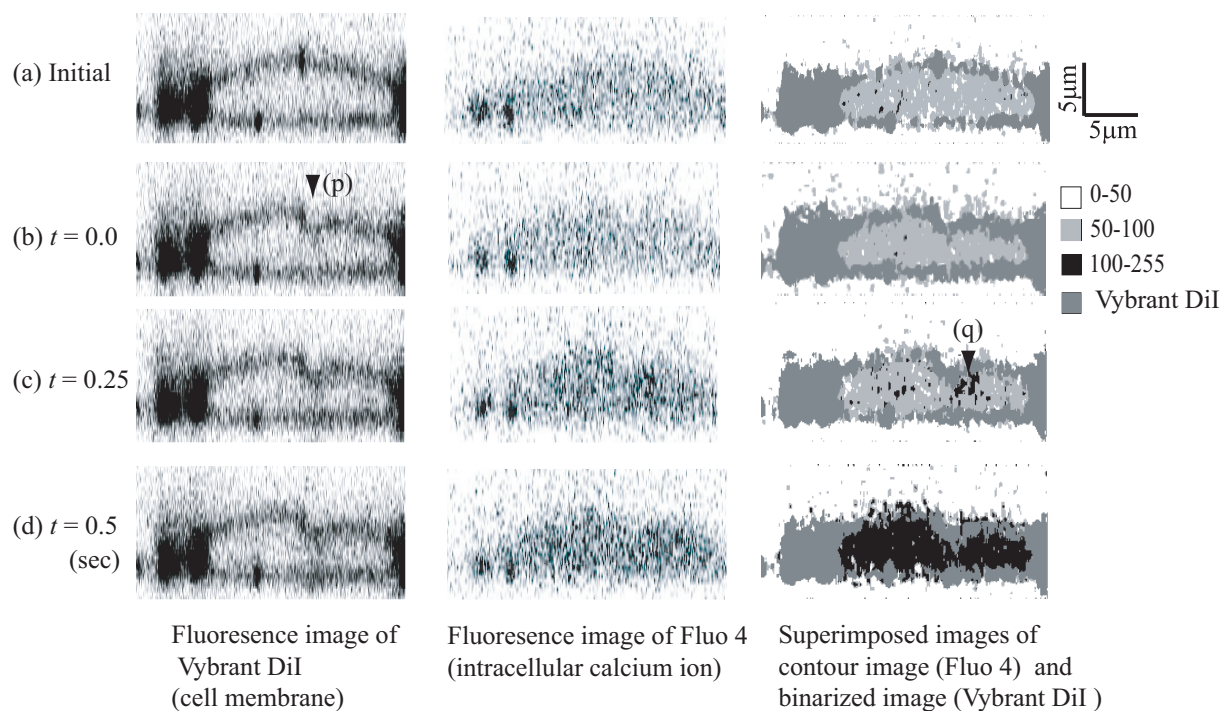 (a) Initial
5μm
5μm
(p)
0-50
50-100
100-255
Vybrant DiI
(b) t = 0.0
(q)
(c) t = 0.25
(d) t = 0.5
(sec)
Fluoresence image of
Vybrant DiI
(cell membrane)
Fluoresence image of Fluo 4
(intracellular calcium ion)
Superimposed images of
contour image (Fluo 4) and
binarized image (Vybrant DiI )